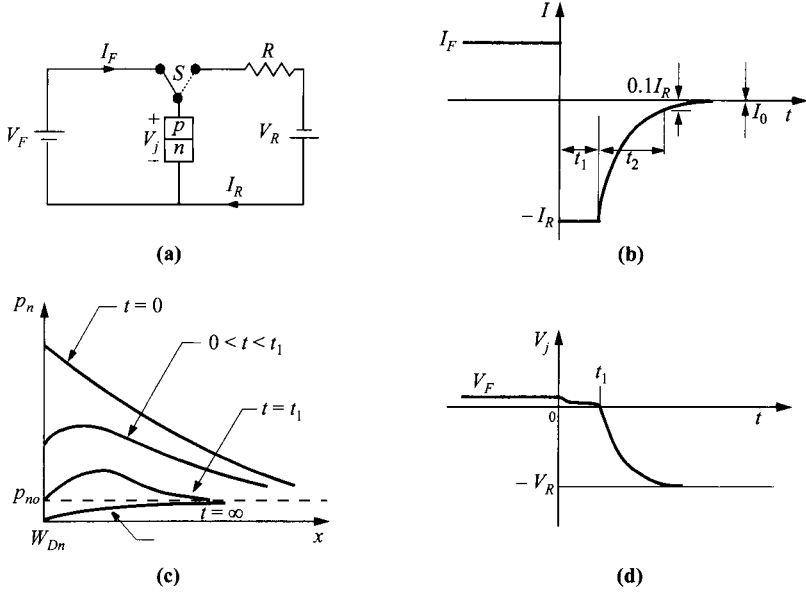 I_F
S
R
V_F
+
V_j
–
p
n
V_R
I_R
(a)
I
I_F
0.1I_R
t
I_0
t_1
t_2
– I_R
(b)
p_n
t = 0
0 < t < t_1
t = t_1
p_no
t = ∞
W_Dn
x
(c)
V_j
V_F
t_1
0
t
– V_R
(d)